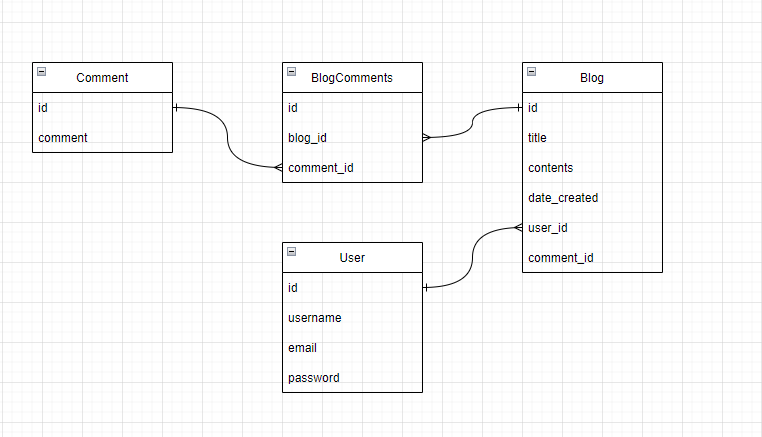 Comment
id
comment
BlogComments
id
blog_id
comment_id
Blog
id
title
contents
date_created
user_id
comment_id
User
id
username
email
password